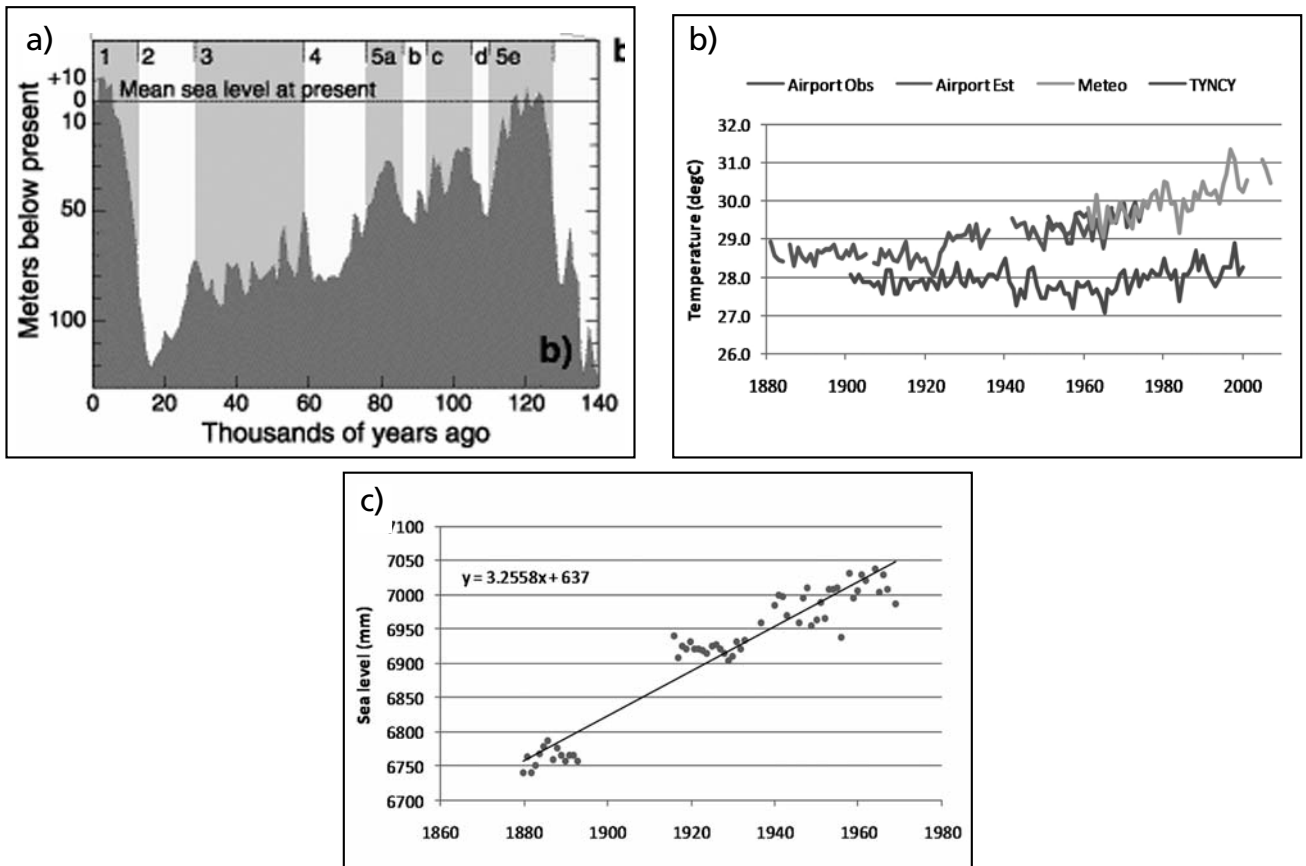 a)
1 2 3 4 5a b c d 5e b
+10
0
10
50
100
Mean sea level at present
Meters below present
b)
0 20 40 60 80 100 120 140
Thousands of years ago
b)
Airport Obs Airport Est Meteo TYNCY
32.0
31.0
30.0
29.0
28.0
27.0
26.0
Temperature (degC)
1880 1900 1920 1940 1960 1980 2000
c)
7100
7050
7000
6950
6900
6850
6800
6750
6700
y = 3.2558x + 637
Sea level (mm)
1860 1880 1900 1920 1940 1960 1980